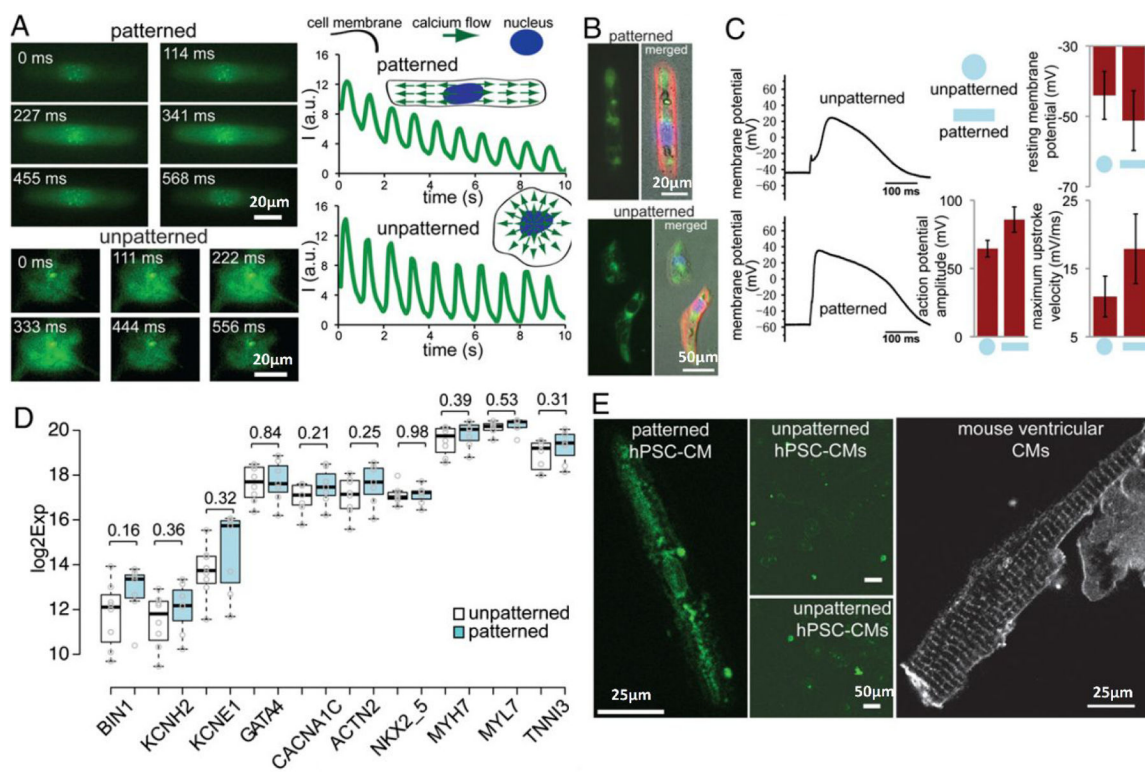 A
patterned
0 ms
114 ms
227 ms
341 ms
455 ms
568 ms
20μm
unpatterned
0 ms
111 ms
222 ms
333 ms
444 ms
556 ms
20μm
cell membrane
calcium flow
nucleus
patterned
I (a.u.)
16
12
8
4
0
0 2 4 6 8 10
time (s)
unpatterned
I (a.u.)
16
12
8
4
0
0 2 4 6 8 10
time (s)
B
patterned
merged
20μm
unpatterned
merged
50μm
C
membrane potential
(mV)
40
20
0
−20
−40
−60
unpatterned
100 ms
membrane potential
(mV)
40
20
0
−20
−40
−60
patterned
100 ms
unpatterned
patterned
resting membrane
potential (mV)
-30
-50
-70
action potential
amplitude (mV)
100
50
0
maximum upstroke
velocity (mV/ms)
25
15
5
D
log2Exp
20
18
16
14
12
10
0.16
0.36
0.32
0.84
0.21
0.25
0.98
0.39
0.53
0.31
unpatterned
patterned
BIN1
KCNH2
KCNE1
GATA4
CACNA1C
ACTN2
NKX2_5
MYH7
MYL7
TNNI3
E
patterned
hPSC-CM
25μm
unpatterned
hPSC-CMs
unpatterned
hPSC-CMs
50μm
mouse ventricular
CMs
25μm